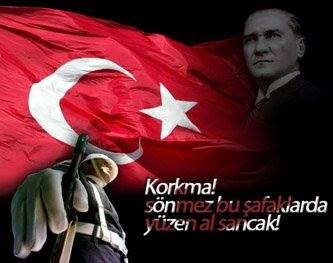 Korkma!
sönmez bu şafaklarda
yüzen al sancak!